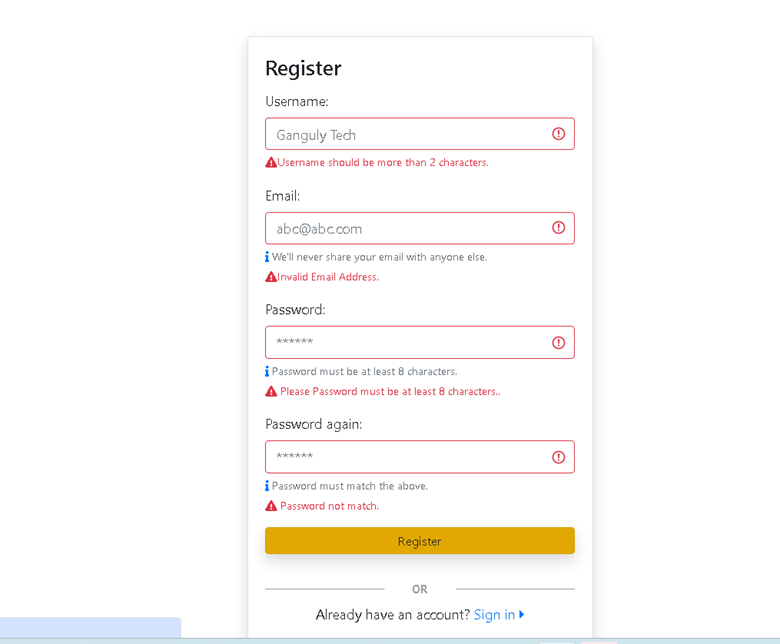 Register
Username:
Ganguly Tech
Username should be more than 2 characters.
Email:
abc@abc.com
We'll never share your email with anyone else.
Invalid Email Address.
Password:
******
Password must be at least 8 characters.
Please Password must be at least 8 characters..
Password again:
******
Password must match the above.
Password not match.
Register
OR
Already have an account? Sign in